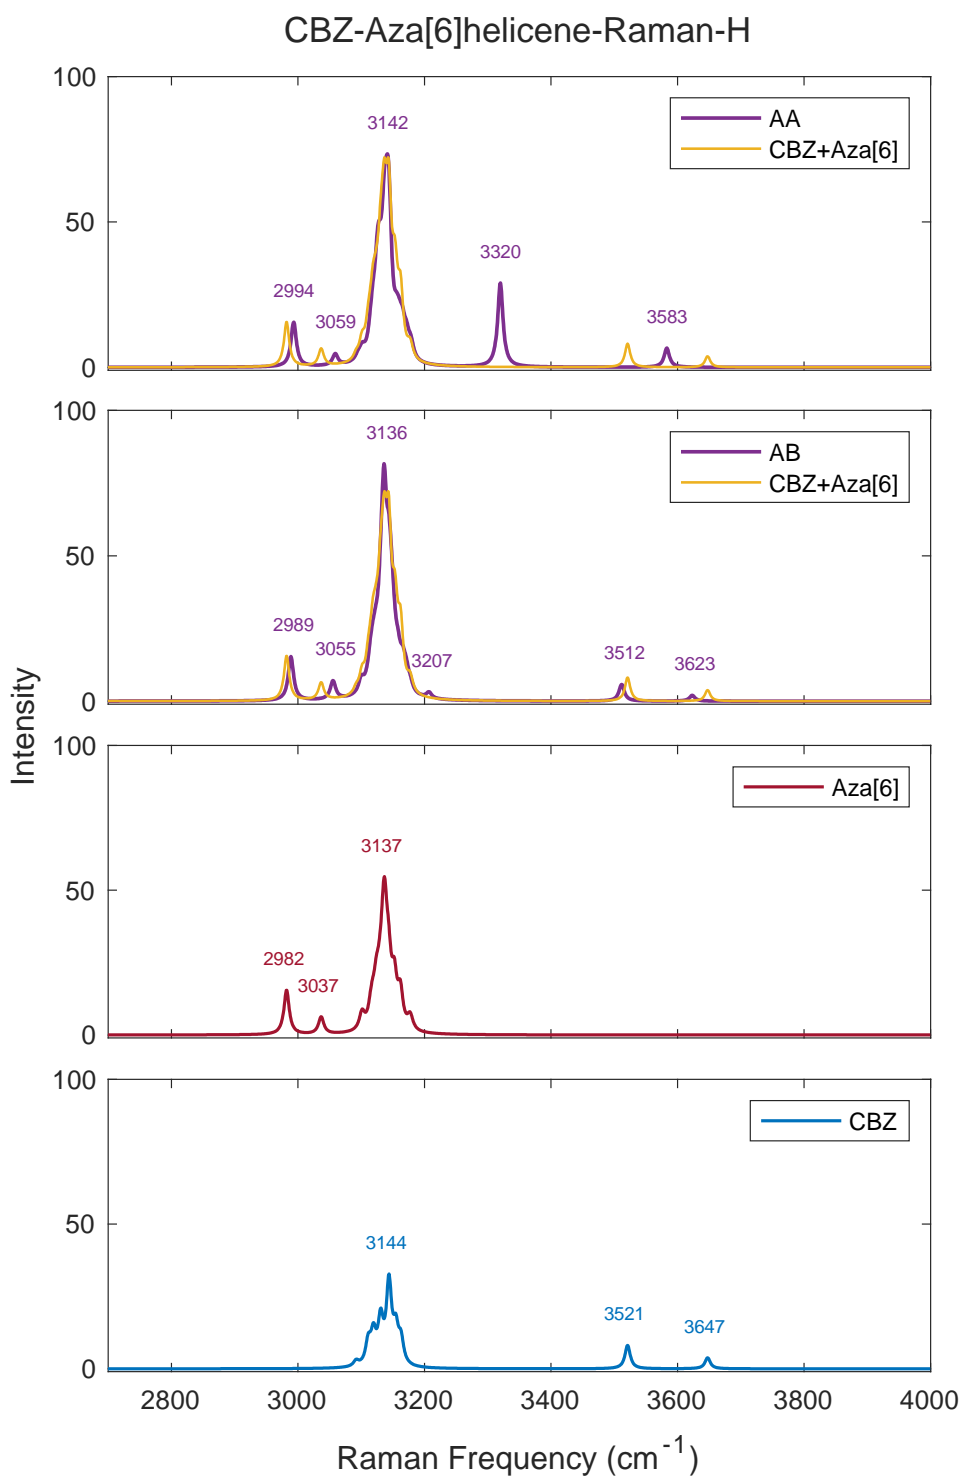 CBZ-Aza[6]helicene-Raman-H
100
50
0
3142
2994
3059
3320
3583
AA
CBZ+Aza[6]
100
50
0
3136
2989
3055
3207
3512
3623
AB
CBZ+Aza[6]
Intensity
100
50
0
3137
2982
3037
Aza[6]
100
50
0
3144
3521
3647
CBZ
2800 3000 3200 3400 3600 3800 4000
Raman Frequency (cm⁻¹)